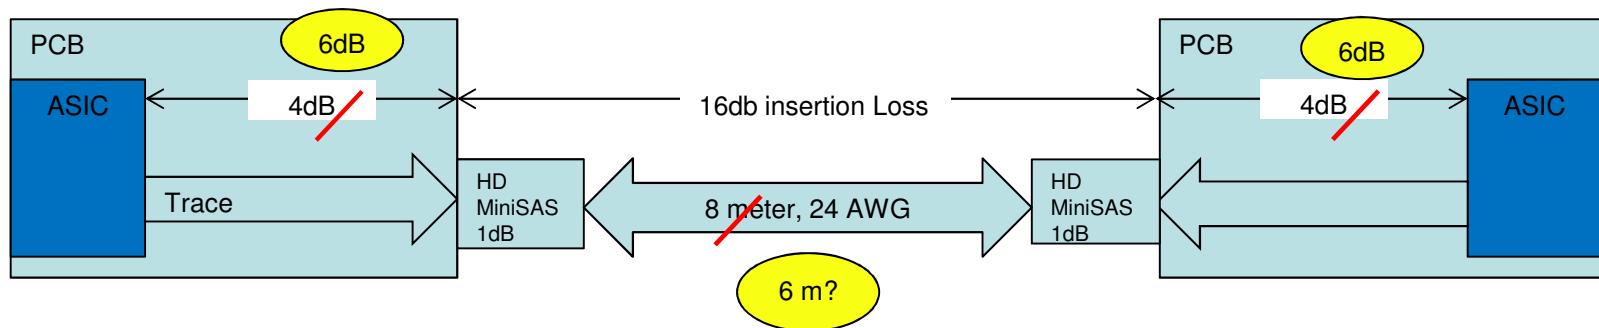 PCB
6dB
PCB
6dB
ASIC
4dB
16db insertion Loss
4dB
ASIC
Trace
HD
MiniSAS
1dB
8 meter, 24 AWG
HD
MiniSAS
1dB
6 m?